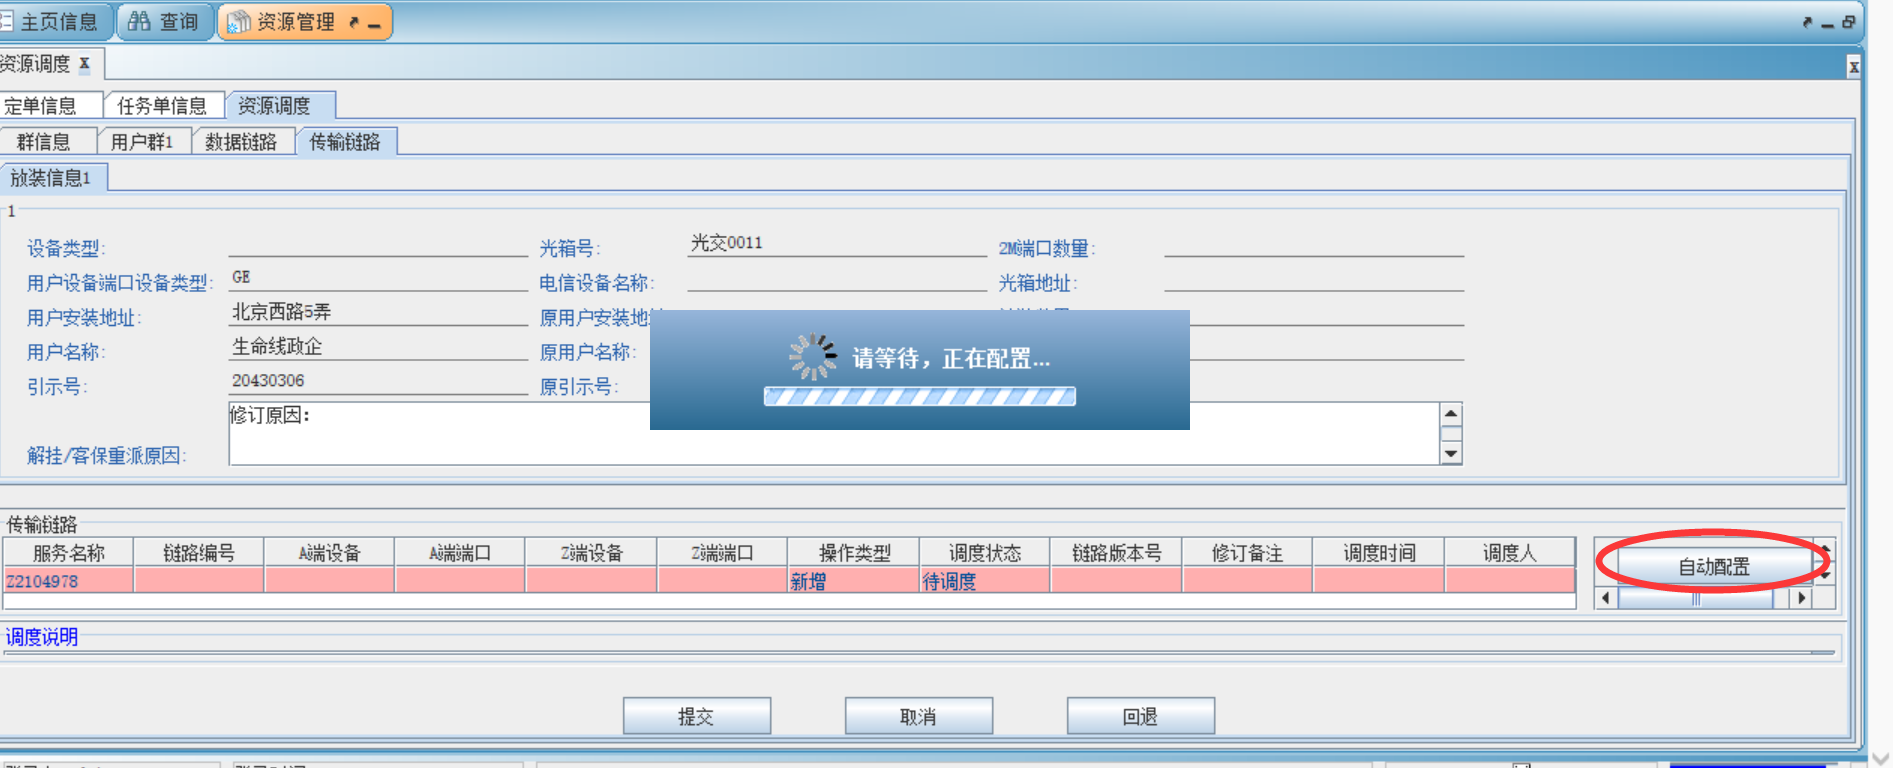 主页信息 查询 资源管理
资源调度 X
X
定单信息 任务单信息 资源调度
群信息 用户群1 数据链路 传输链路
放装信息1
1
设备类型: 光箱号: 光交0011 2M端口数量:
用户设备端口设备类型: GE 电信设备名称: 光箱地址:
用户安装地址: 北京西路5弄 原用户安装地
用户名称: 生命线政企 原用户名称:
请等待，正在配置...
引示号: 20430306 原引示号:
修订原因:
解挂/客保重派原因:
传输链路
服务名称 链路编号 A端设备 A端端口 Z端设备 Z端端口 操作类型 调度状态 链路版本号 修订备注 调度时间 调度人
Z2104978 新增 待调度
自动配置
调度说明
提交 取消 回退